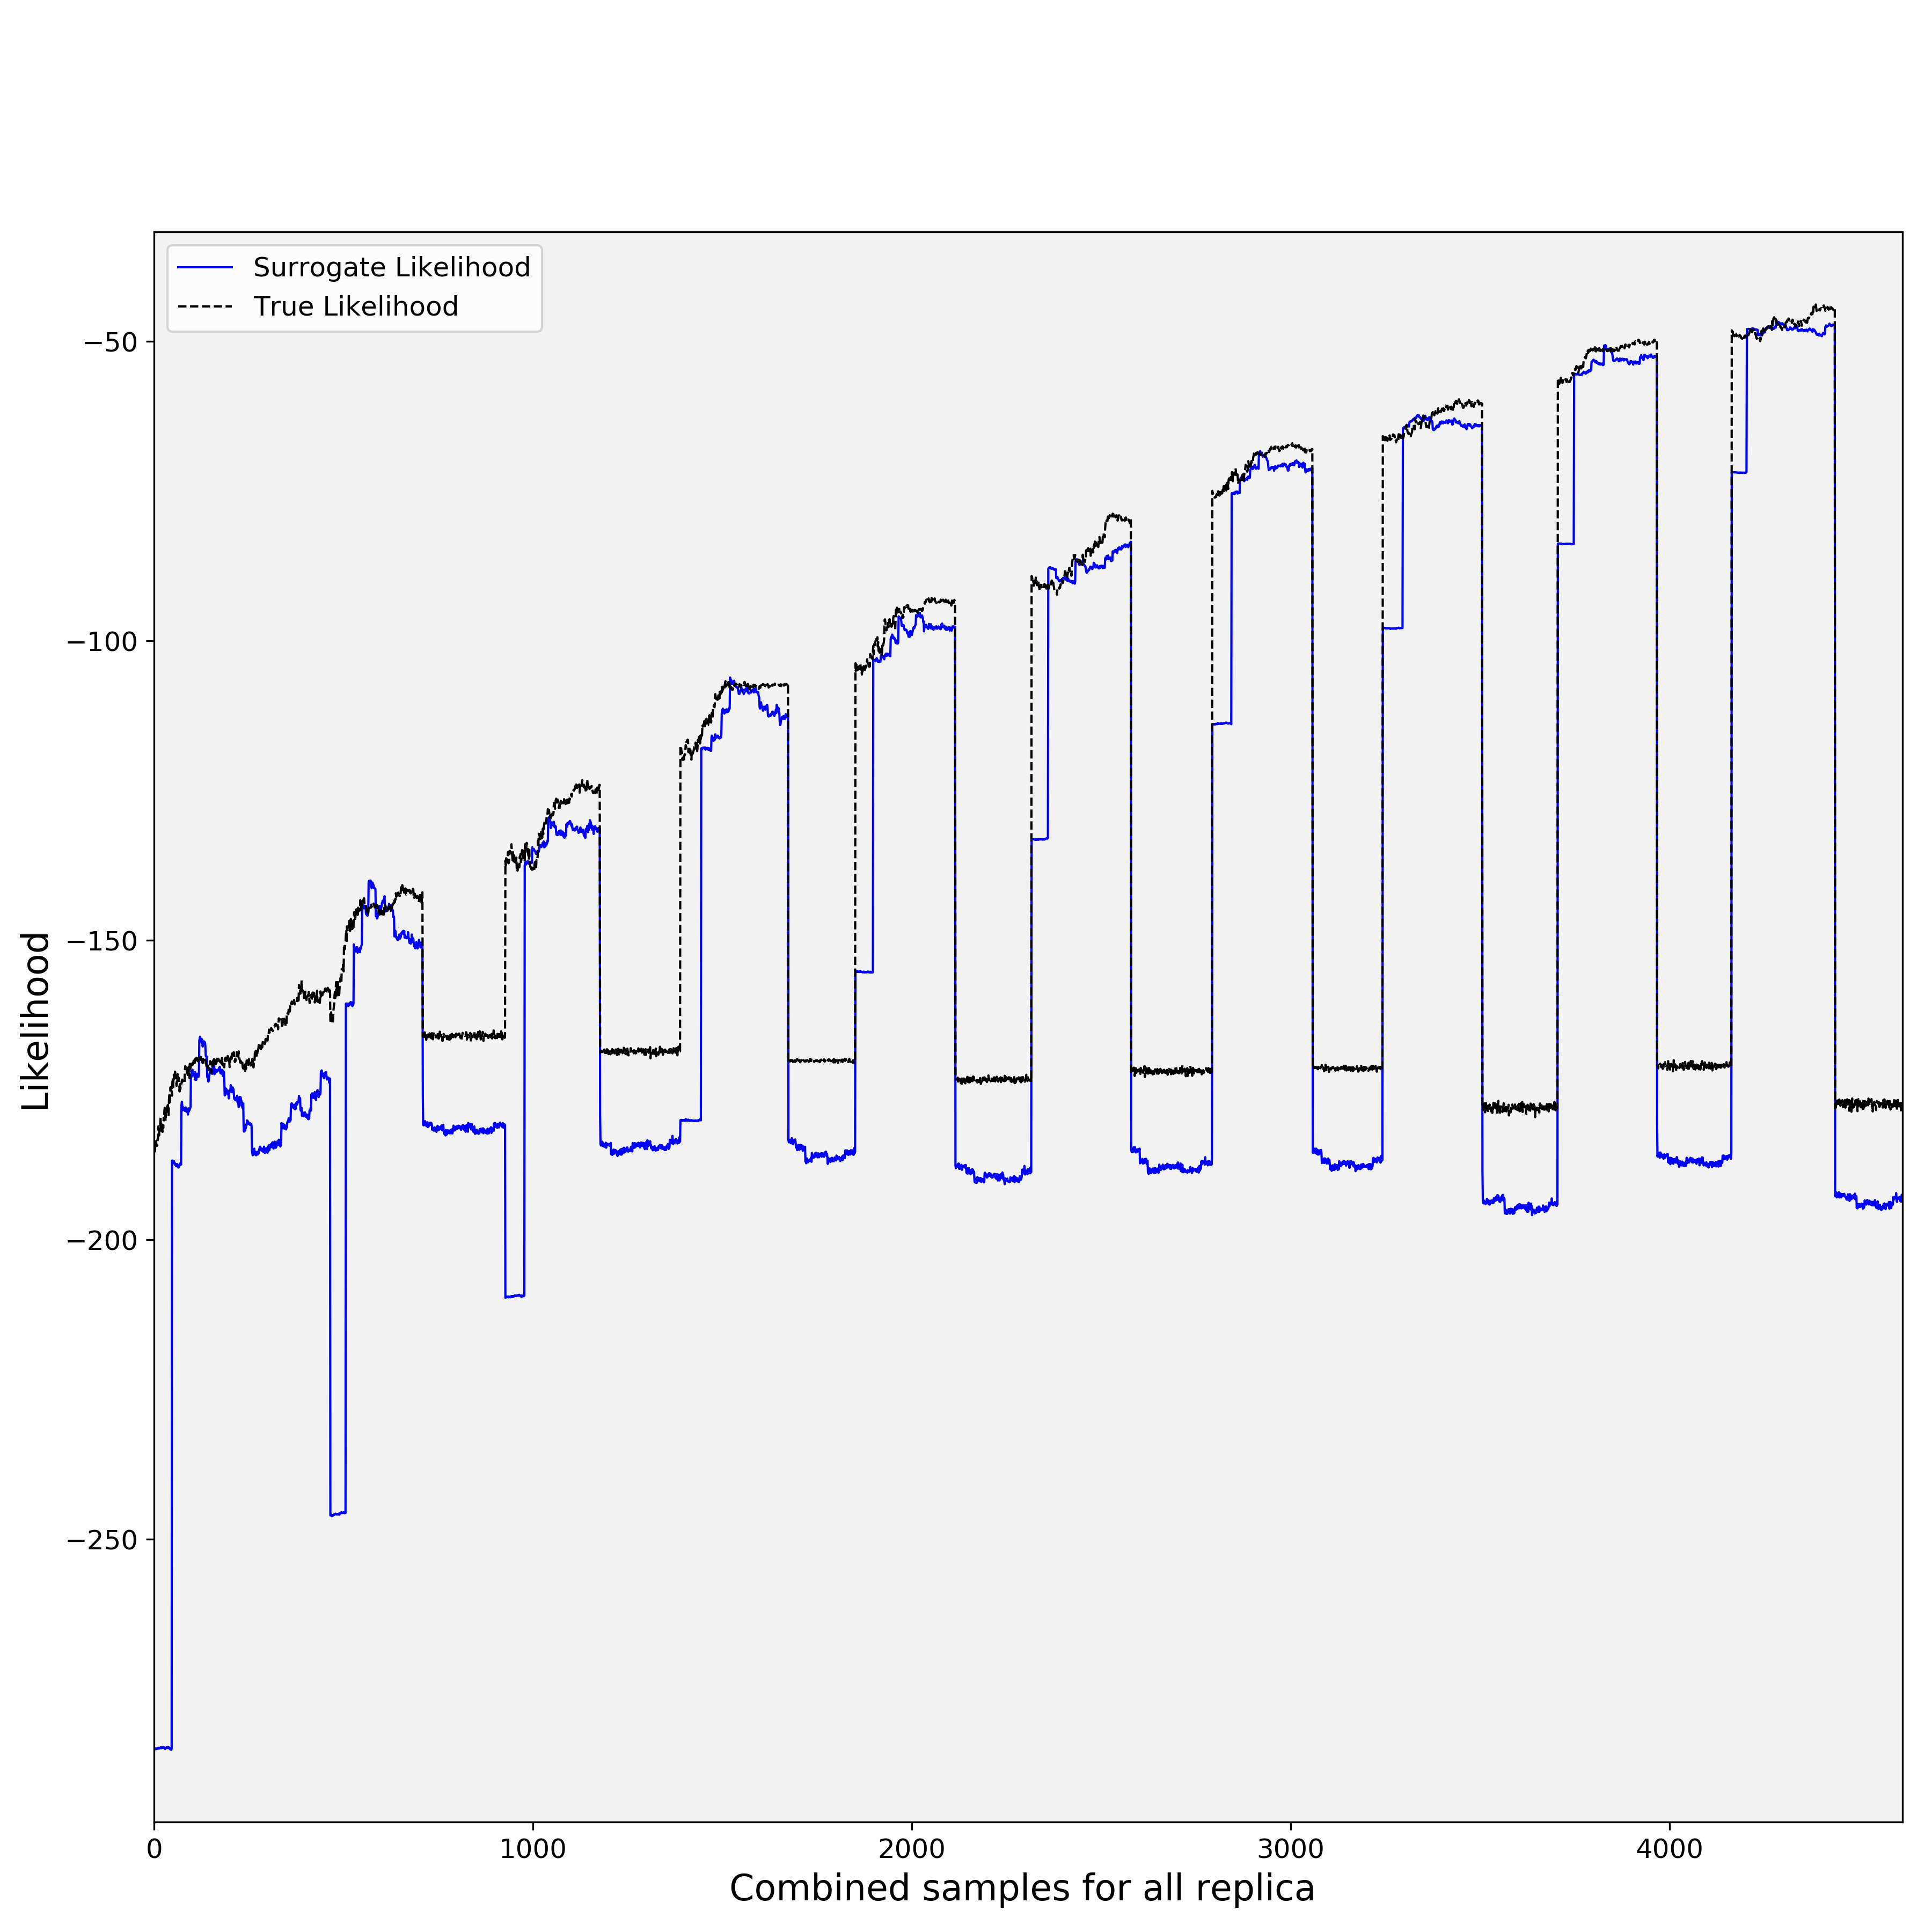 Surrogate Likelihood
True Likelihood
−50
−100
−150
−200
−250
Likelihood
0 1000 2000 3000 4000
Combined samples for all replica